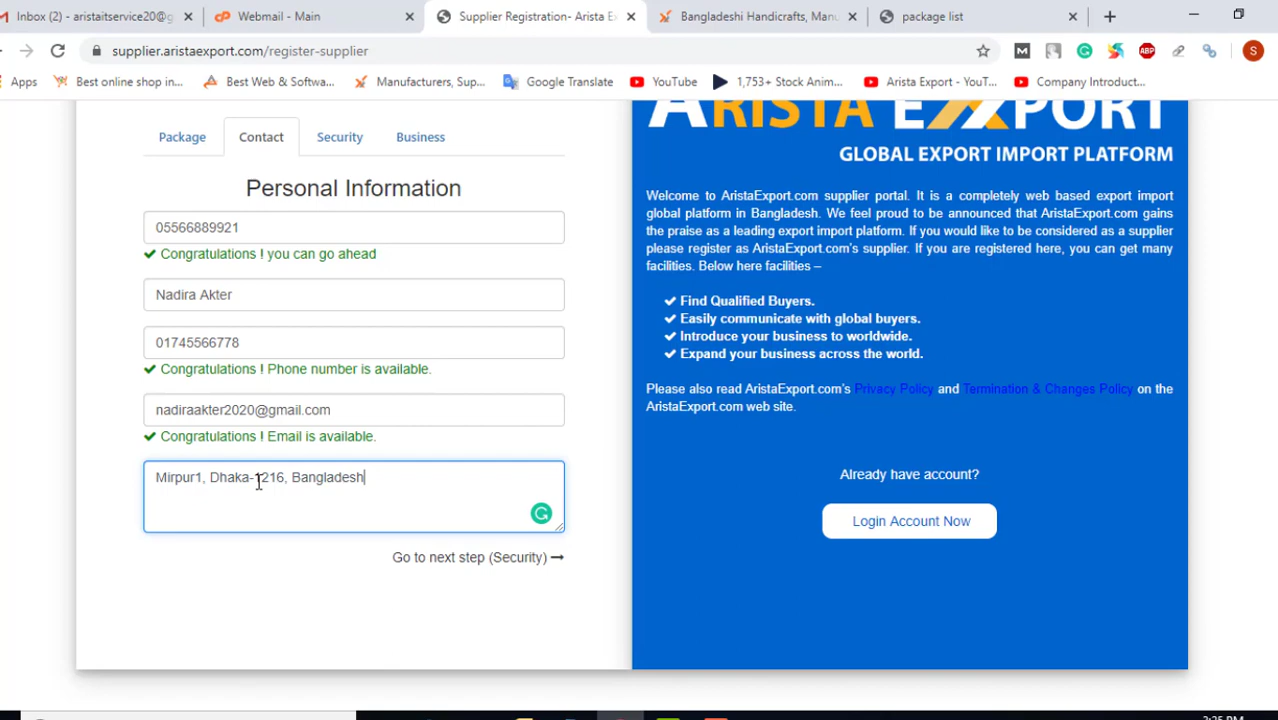 Inbox (2) - aristaitservice20@g
Webmail - Main
Supplier Registration- Arista E
Bangladeshi Handicrafts, Manu
package list
supplier.aristaexport.com/register-supplier
Apps
Best online shop in...
Best Web & Softwa...
Manufacturers, Sup...
Google Translate
YouTube
1,753+ Stock Anim...
Arista Export - YouT...
Company Introduct...
Package
Contact
Security
Business
Personal Information
05566889921
Congratulations ! you can go ahead
Nadira Akter
01745566778
Congratulations ! Phone number is available.
nadiraakter2020@gmail.com
Congratulations ! Email is available.
Mirpur1, Dhaka-1216, Bangladesh
Go to next step (Security)
ARISTA EXPORT
GLOBAL EXPORT IMPORT PLATFORM
Welcome to AristaExport.com supplier portal. It is a completely web based export import
global platform in Bangladesh. We feel proud to be announced that AristaExport.com gains
the praise as a leading export import platform. If you would like to be considered as a supplier
please register as AristaExport.com's supplier. If you are registered here, you can get many
facilities. Below here facilities –
Find Qualified Buyers.
Easily communicate with global buyers.
Introduce your business to worldwide.
Expand your business across the world.
Please also read AristaExport.com's Privacy Policy and Termination & Changes Policy on the
AristaExport.com web site.
Already have account?
Login Account Now